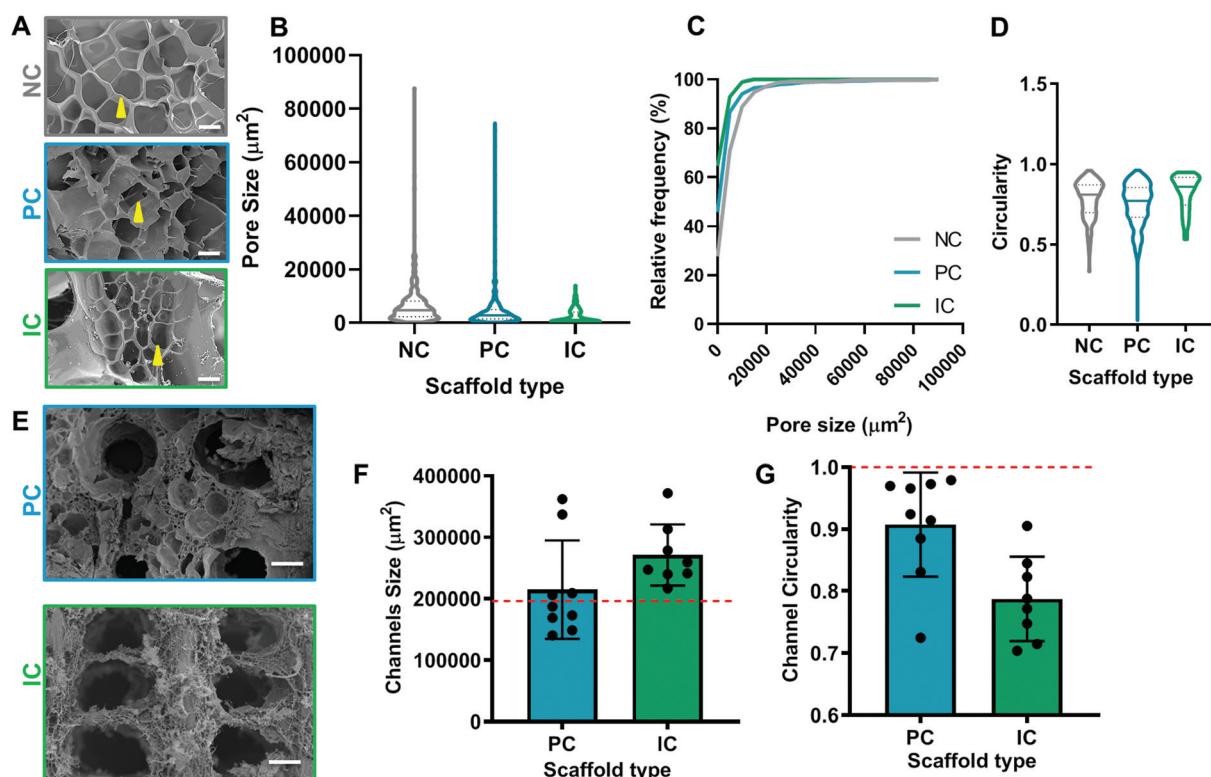 A
NC
PC
IC
B
Pore Size (μm²)
100000
80000
60000
40000
20000
0
NC PC IC
Scaffold type
C
Relative frequency (%)
100
80
60
40
20
0
NC
PC
IC
0 20000 40000 60000 80000 100000
Pore size (μm²)
D
Circularity
1.5
1.0
0.5
0.0
NC PC IC
Scaffold type
E
PC
IC
F
Channels Size (μm²)
400000
300000
200000
100000
0
PC IC
Scaffold type
G
Channel Circularity
1.0
0.9
0.8
0.7
0.6
PC IC
Scaffold type